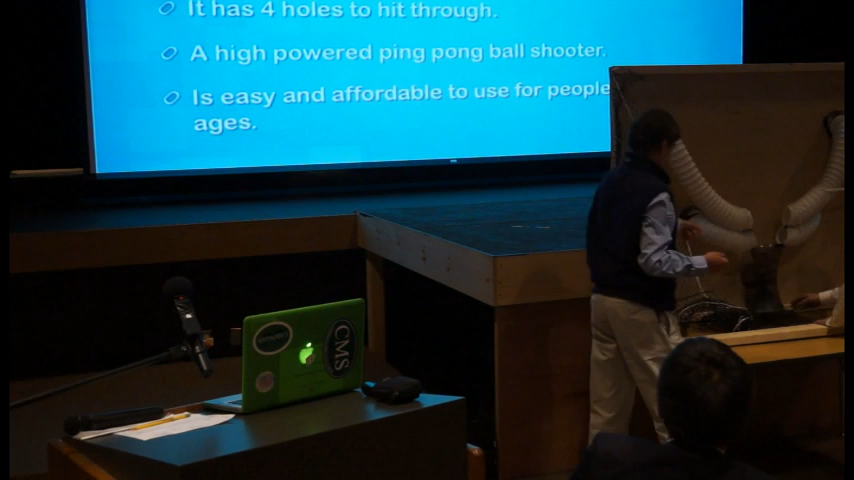 It has 4 holes to hit through.
A high powered ping pong ball shooter.
Is easy and affordable to use for people
ages.
CMS